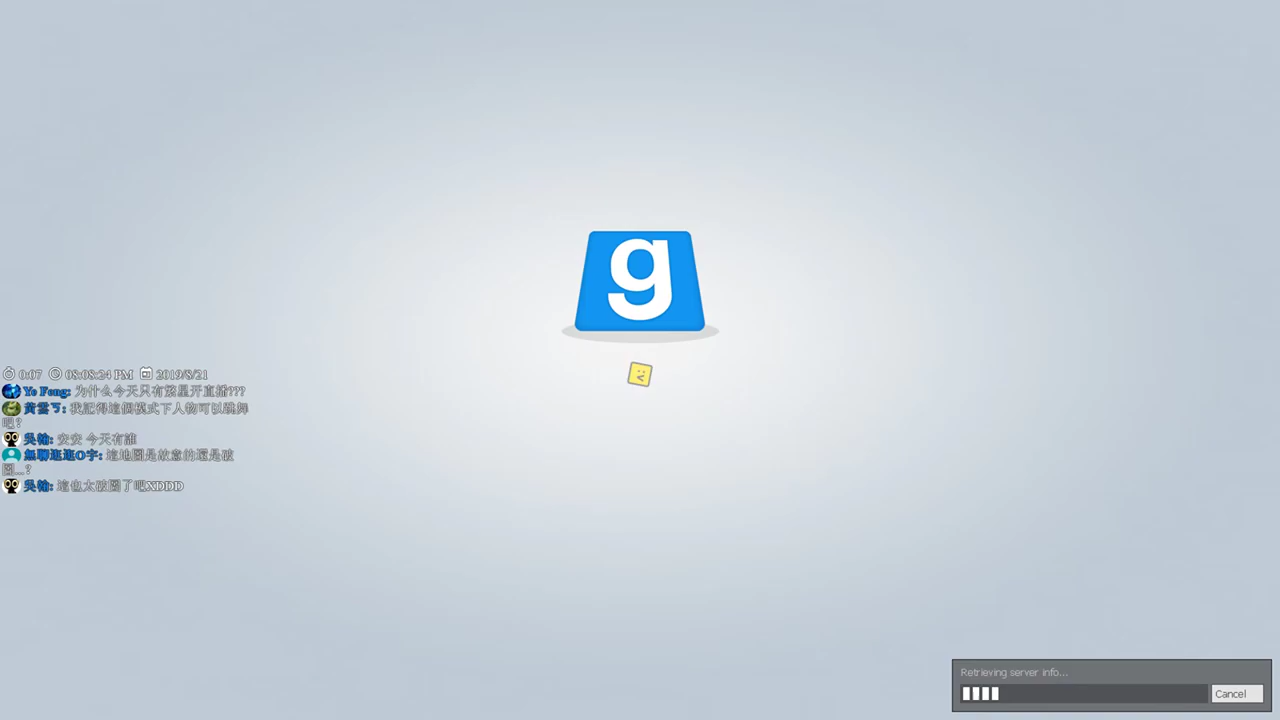 g
0:07 08:08:24 PM 2019/8/21
Yo Feng: 为什么今天只有繁星开直播???
黃雲ㄎ: 我記得這個模式下人物可以跳舞
吧?
吳翰: 安安 今天有誰
無聊逛逛O字: 這地圖是故意的還是破
圖...?
吳翰: 這也太破圖了吧XDDD
Retrieving server info...
Cancel